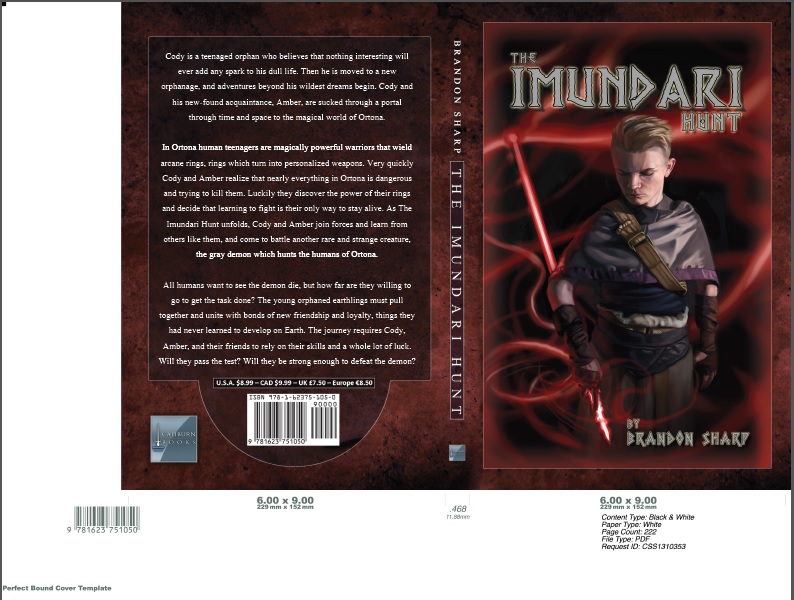 Cody is a teenaged orphan who believes that nothing interesting will
ever add any spark to his dull life. Then he is moved to a new
orphanage, and adventures beyond his wildest dreams begin. Cody and
his new-found acquaintance, Amber, are sucked through a portal
through time and space to the magical world of Ortona.
In Ortona human teenagers are magically powerful warriors that wield
arcane rings, rings which turn into personalized weapons. Very quickly
Cody and Amber realize that nearly everything in Ortona is dangerous
and trying to kill them. Luckily they discover the power of their rings
and decide that learning to fight is their only way to stay alive. As The
Imundari Hunt unfolds, Cody and Amber join forces and learn from
others like them, and come to battle another rare and strange creature,
the gray demon which hunts the humans of Ortona.
All humans want to see the demon die, but how far are they willing to
go to get the task done? The young orphaned earthlings must pull
together and unite with bonds of new friendship and loyalty, things they
had never learned to develop on Earth. The journey requires Cody,
Amber, and their friends to rely on their skills and a whole lot of luck.
Will they pass the test? Will they be strong enough to defeat the demon?
U.S.A. $8.99 – CAD $9.99 – UK £7.50 – Europe €8.50
ISBN 978-1-62375-105-0
90000
9 781623 751050
BOOKS
BRANDON SHARP
THE IMUNDARI HUNT
THE
IMUNDARI
HUNT
BY
BRANDON SHARP
6.00 x 9.00
229 mm x 152 mm
.468
11.88mm
6.00 x 9.00
229 mm x 152 mm
Content Type: Black & White
Paper Type: White
Page Count: 222
File Type: PDF
Request ID: CSS1310353
9 781623 751050
Perfect Bound Cover Template